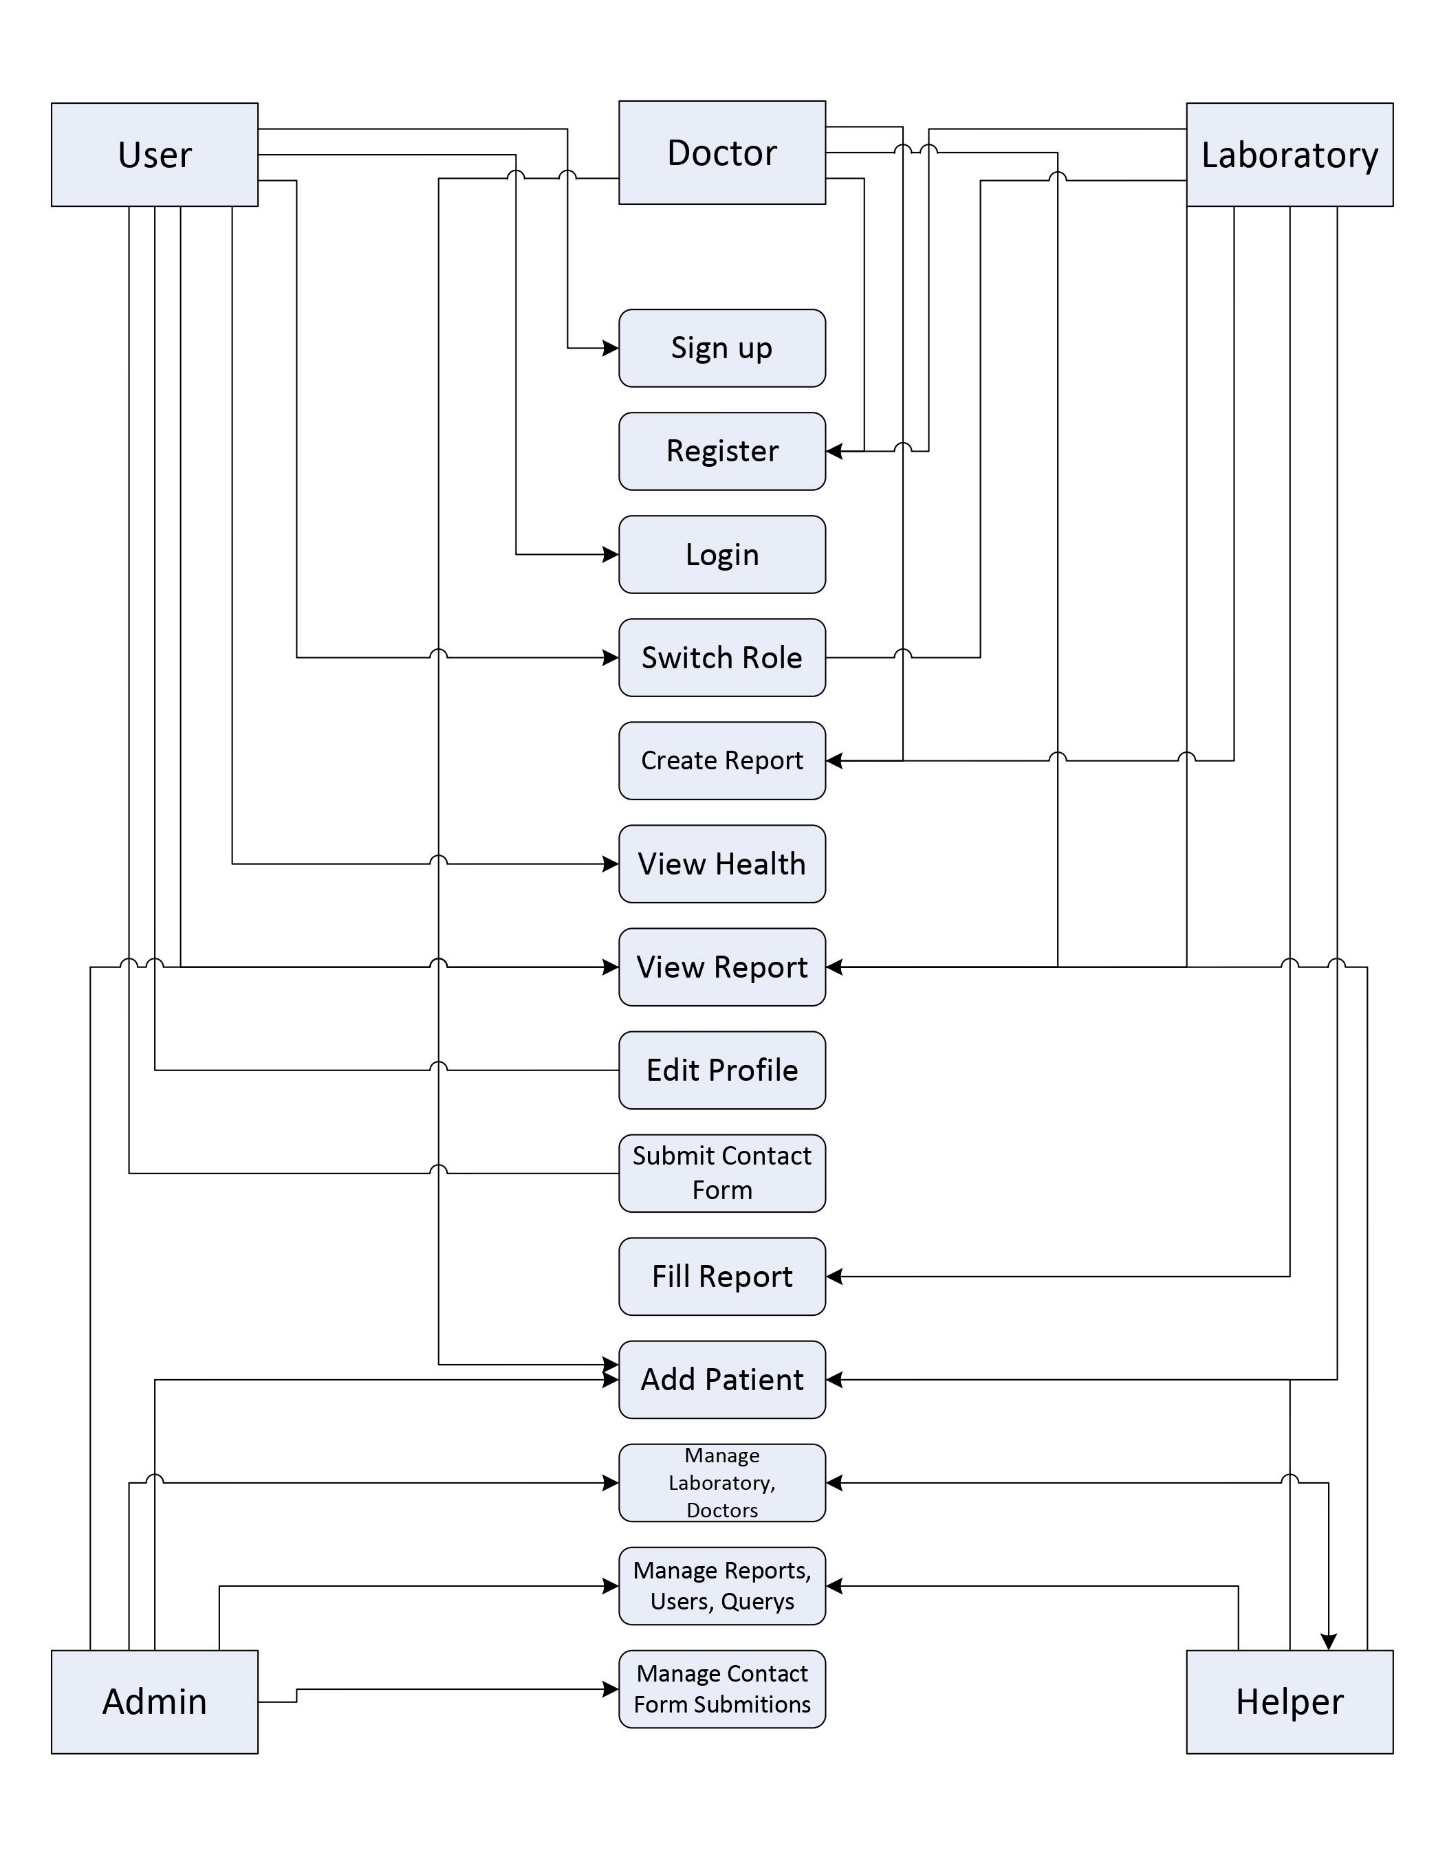 User
Doctor
Laboratory
Sign up
Register
Login
Switch Role
Create Report
View Health
View Report
Edit Profile
Submit Contact
Form
Fill Report
Add Patient
Manage
Laboratory,
Doctors
Manage Reports,
Users, Querys
Manage Contact
Form Submitions
Admin
Helper